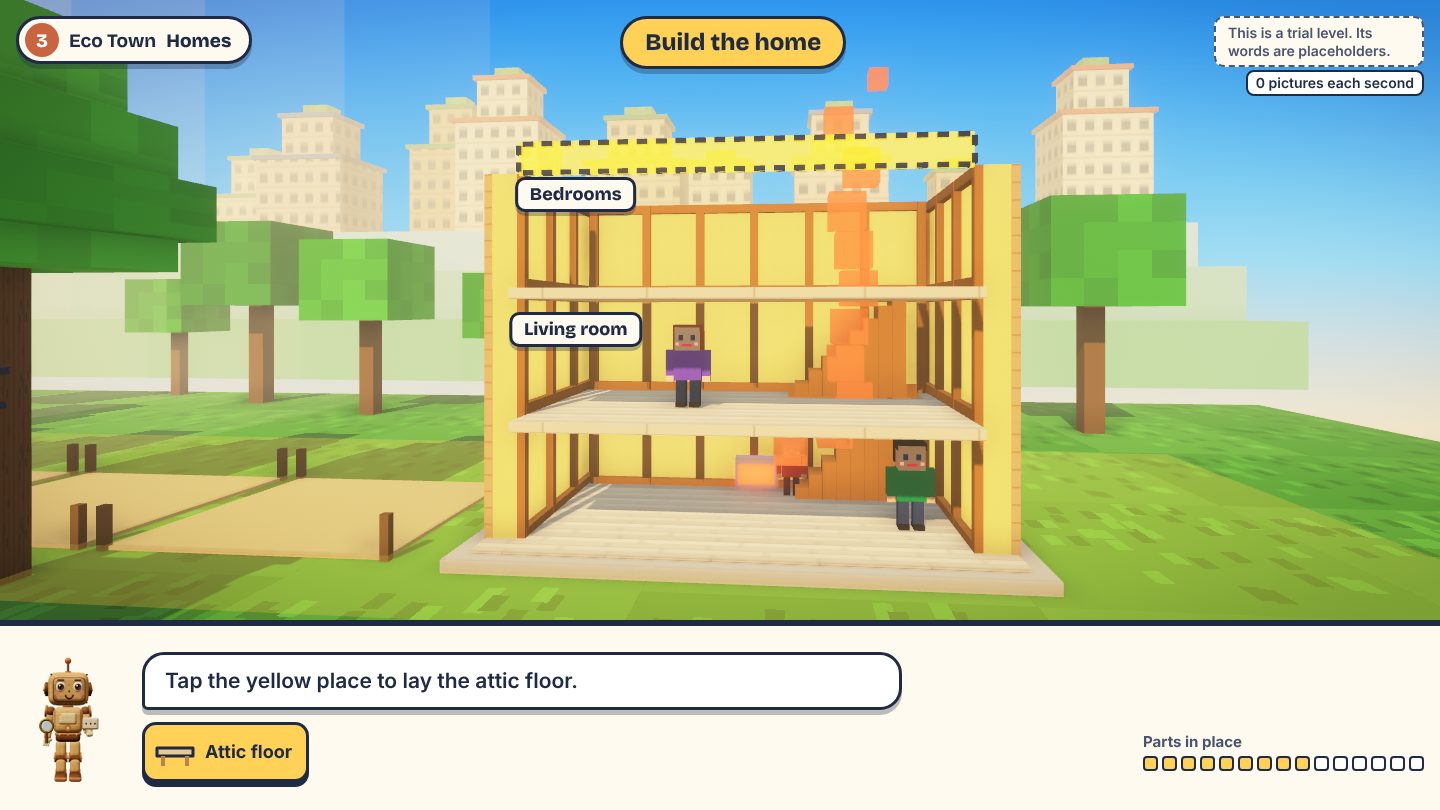 3 Eco Town Homes
Build the home
This is a trial level. Its
words are placeholders.
0 pictures each second
Bedrooms
Living room
Tap the yellow place to lay the attic floor.
Attic floor
Parts in place